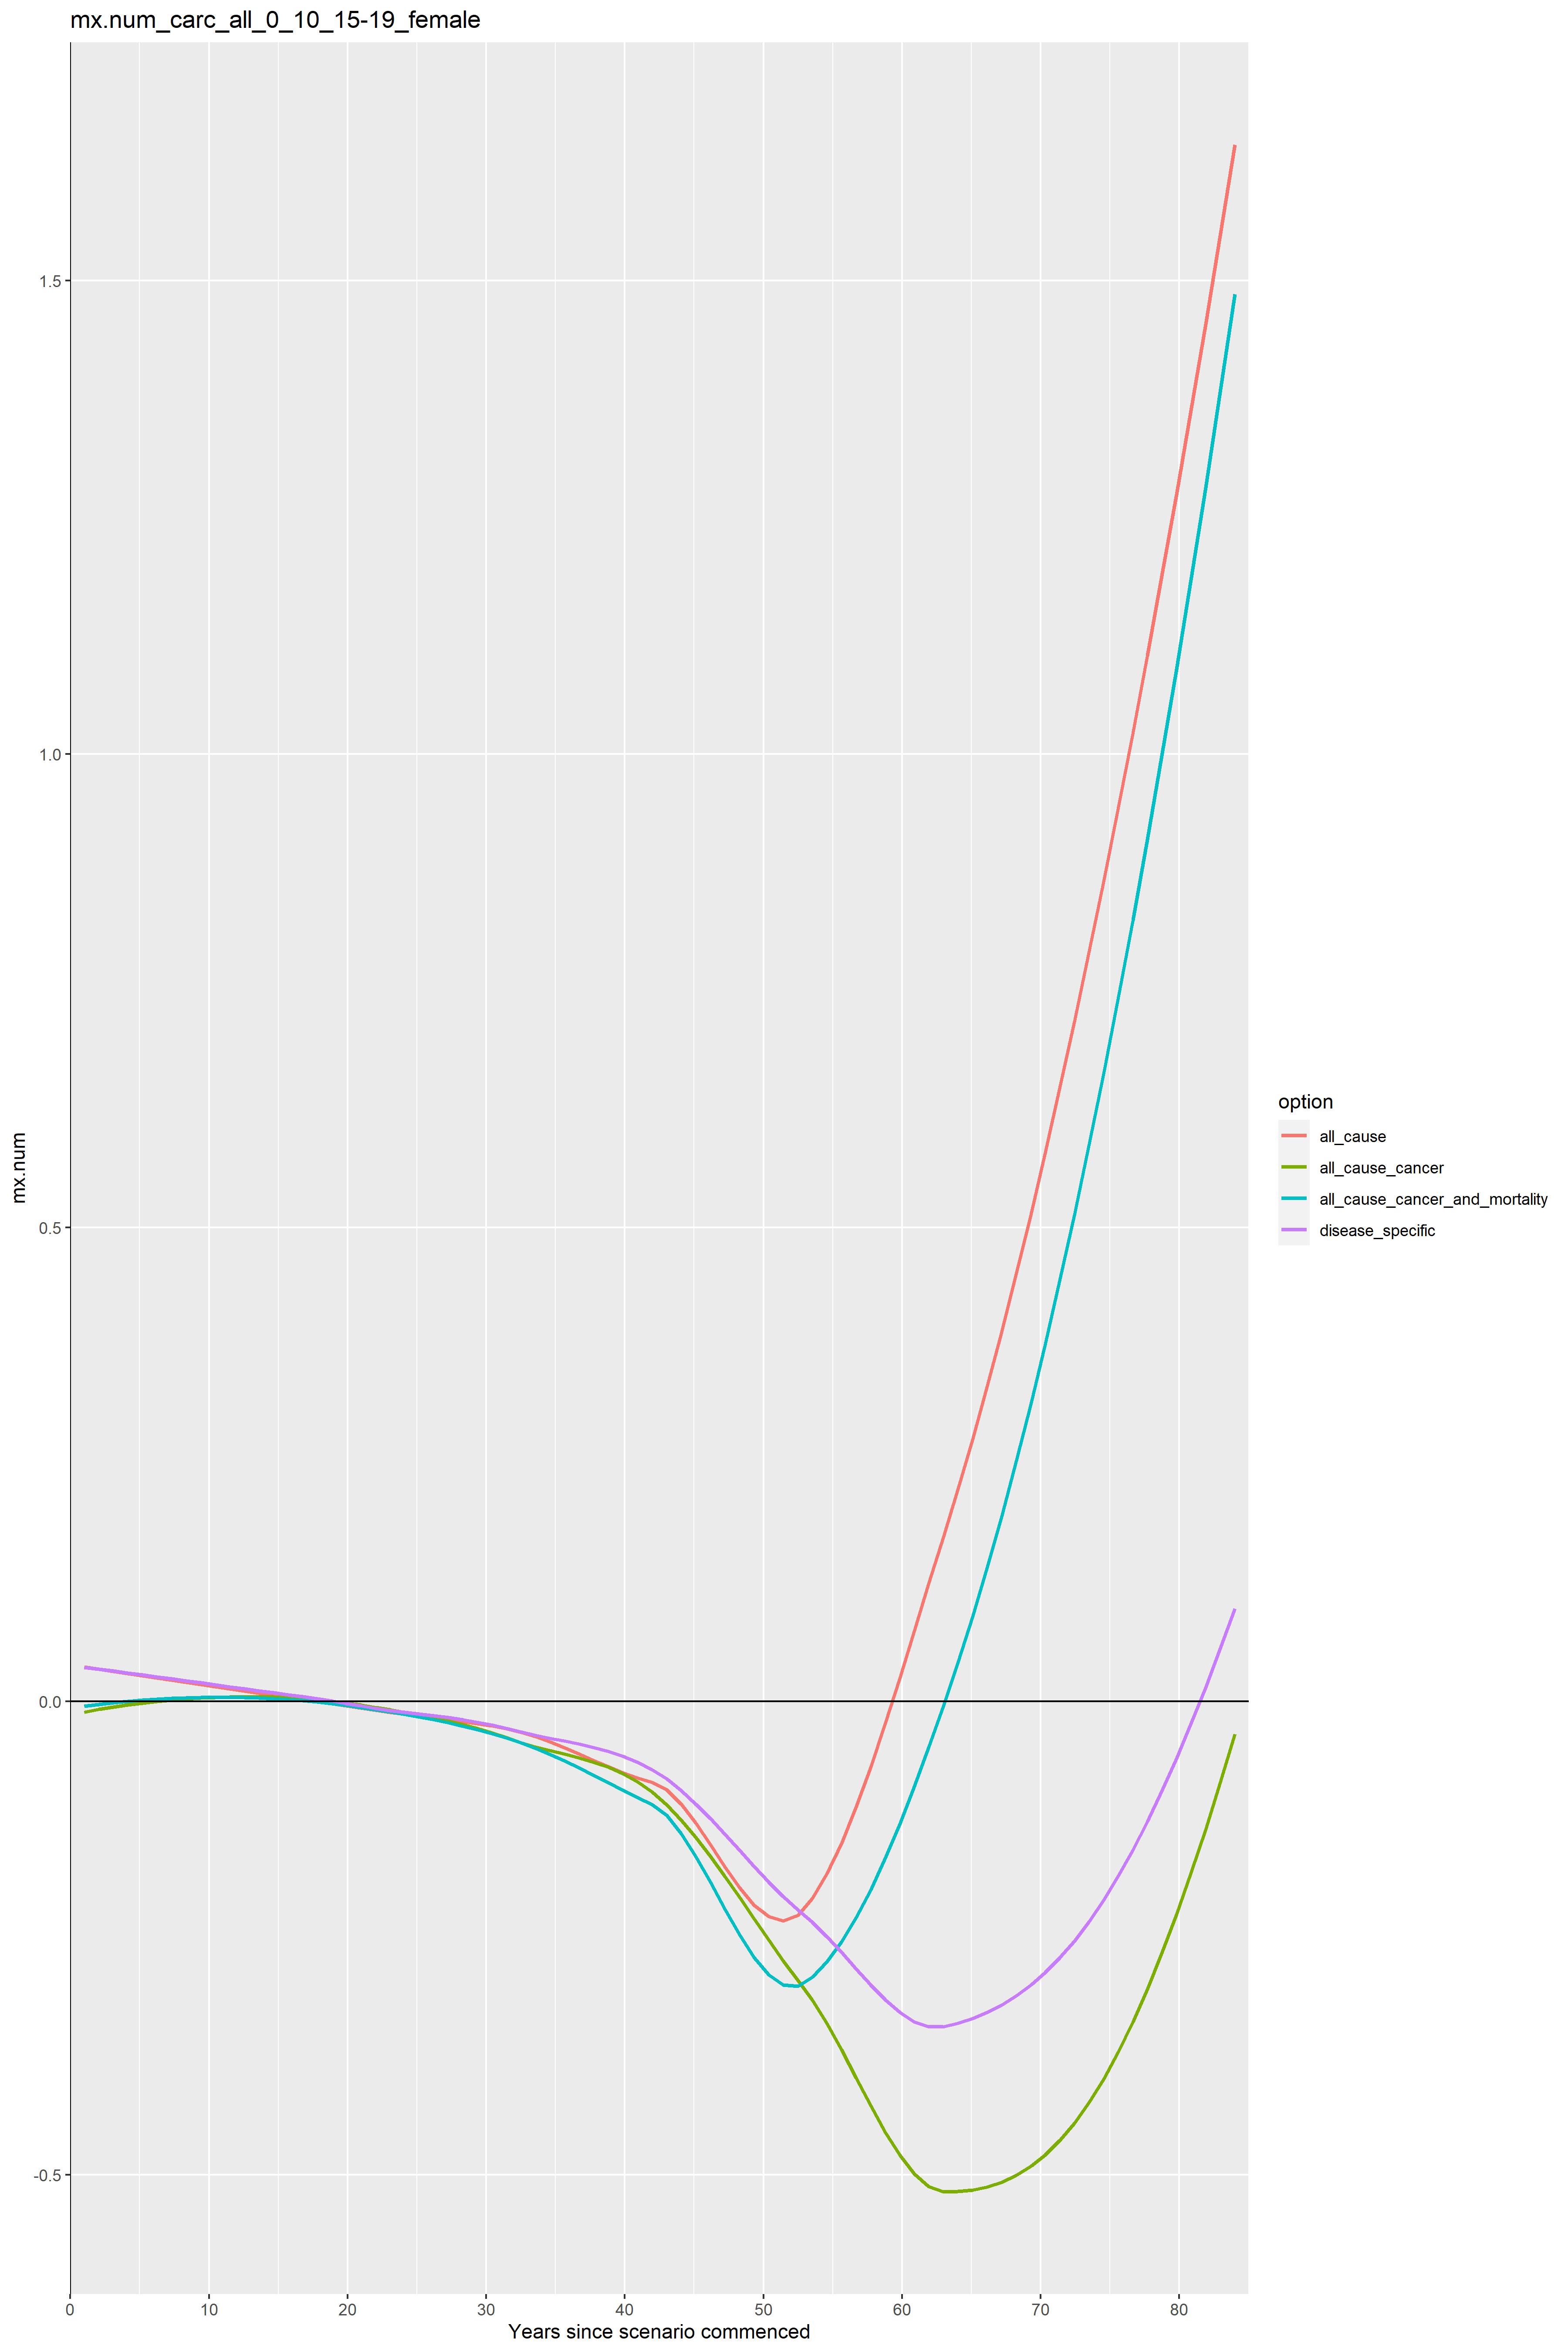 mx.num_carc_all_0_10_15-19_female
1.5
1.0
0.5
0.0
-0.5
mx.num
0 10 20 30 40 50 60 70 80
Years since scenario commenced
option
all_cause
all_cause_cancer
all_cause_cancer_and_mortality
disease_specific